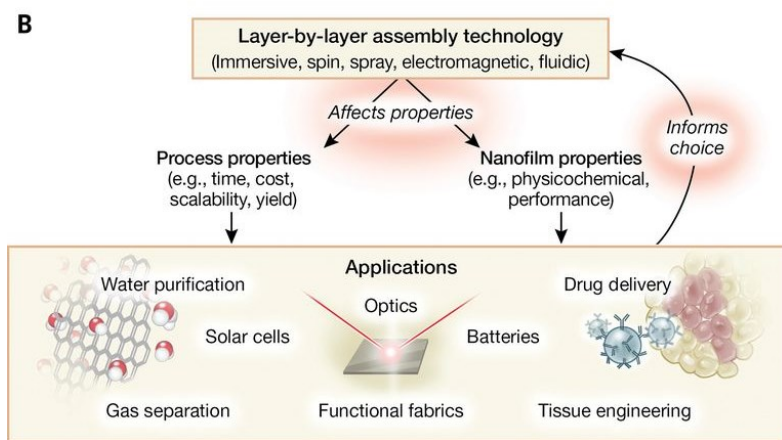 B
Layer-by-layer assembly technology
(Immersive, spin, spray, electromagnetic, fluidic)
Affects properties
Informs
choice
Process properties
(e.g., time, cost,
scalability, yield)
Nanofilm properties
(e.g., physicochemical,
performance)
Applications
Water purification
Optics
Drug delivery
Solar cells
Batteries
Gas separation
Functional fabrics
Tissue engineering